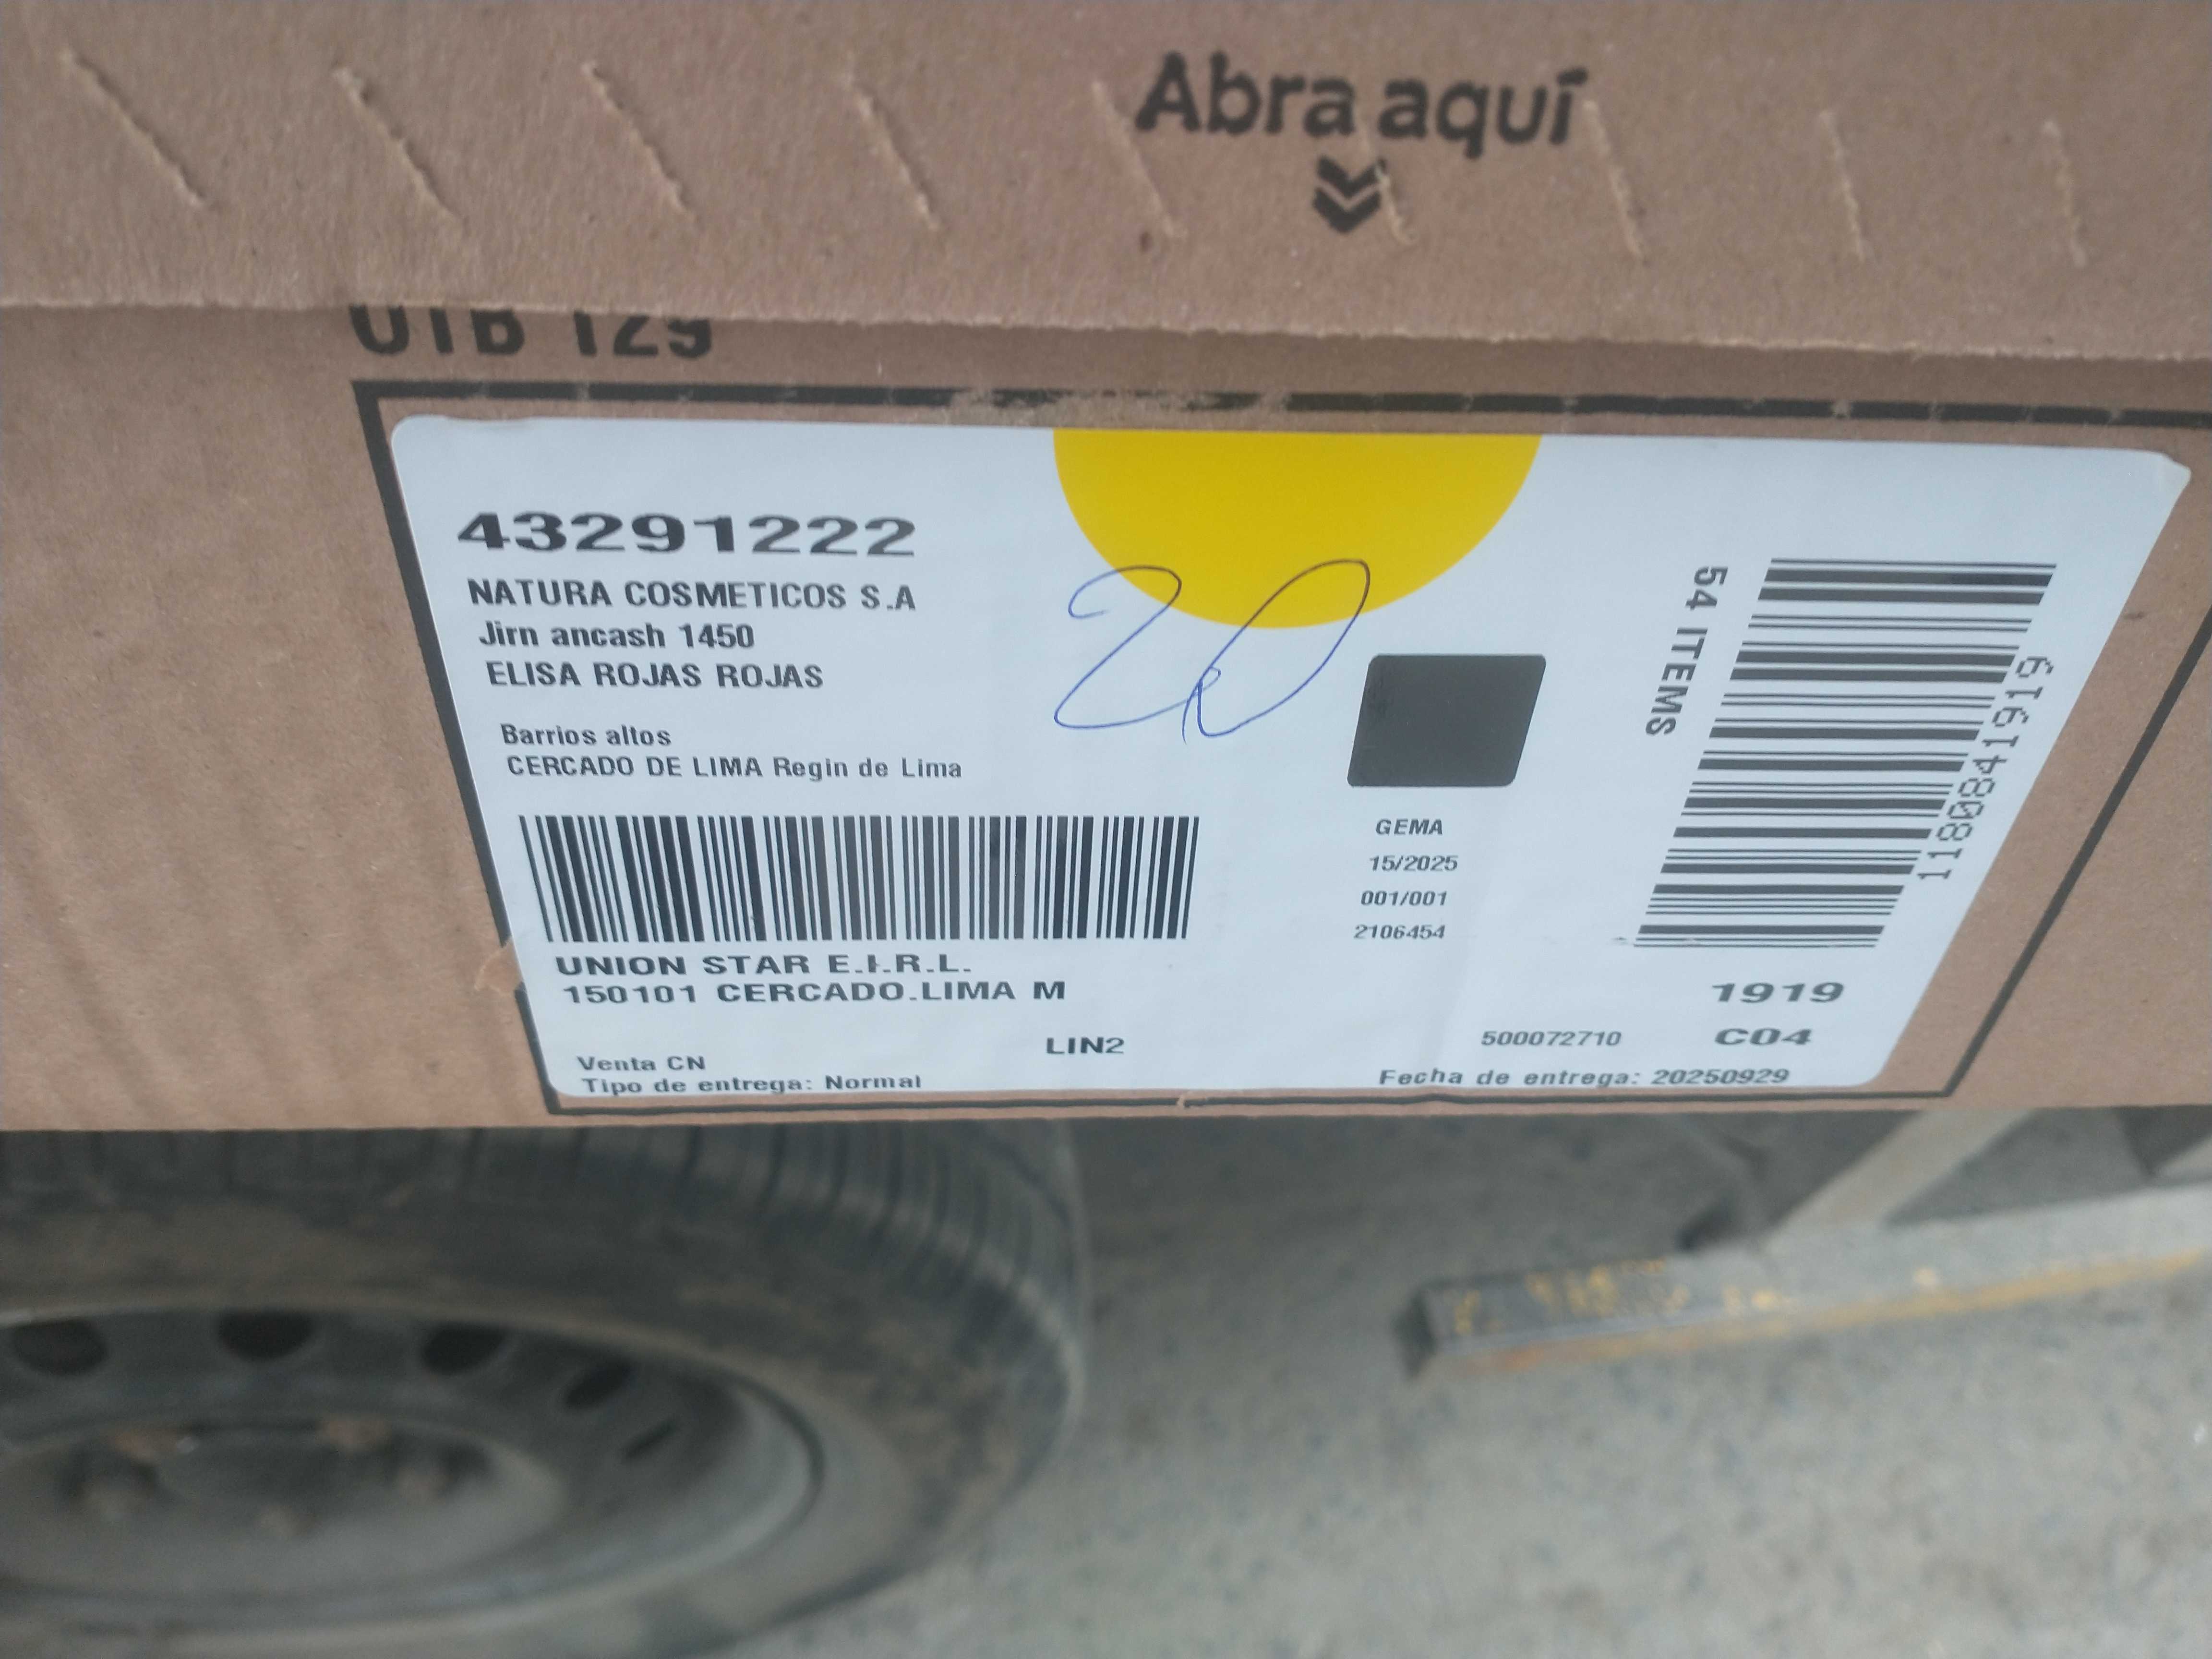 Abra aquí
UTB 129
43291222
NATURA COSMETICOS S.A
Jirn ancash 1450
ELISA ROJAS ROJAS
Barrios altos
CERCADO DE LIMA Regin de Lima
20
54 ITEMS
1180841619
GEMA
15/2025
001/001
2106454
UNION STAR E.I.R.L.
150101 CERCADO.LIMA M
1919
LIN2
500072710
C04
Venta CN
Tipo de entrega: Normal
Fecha de entrega: 20250929